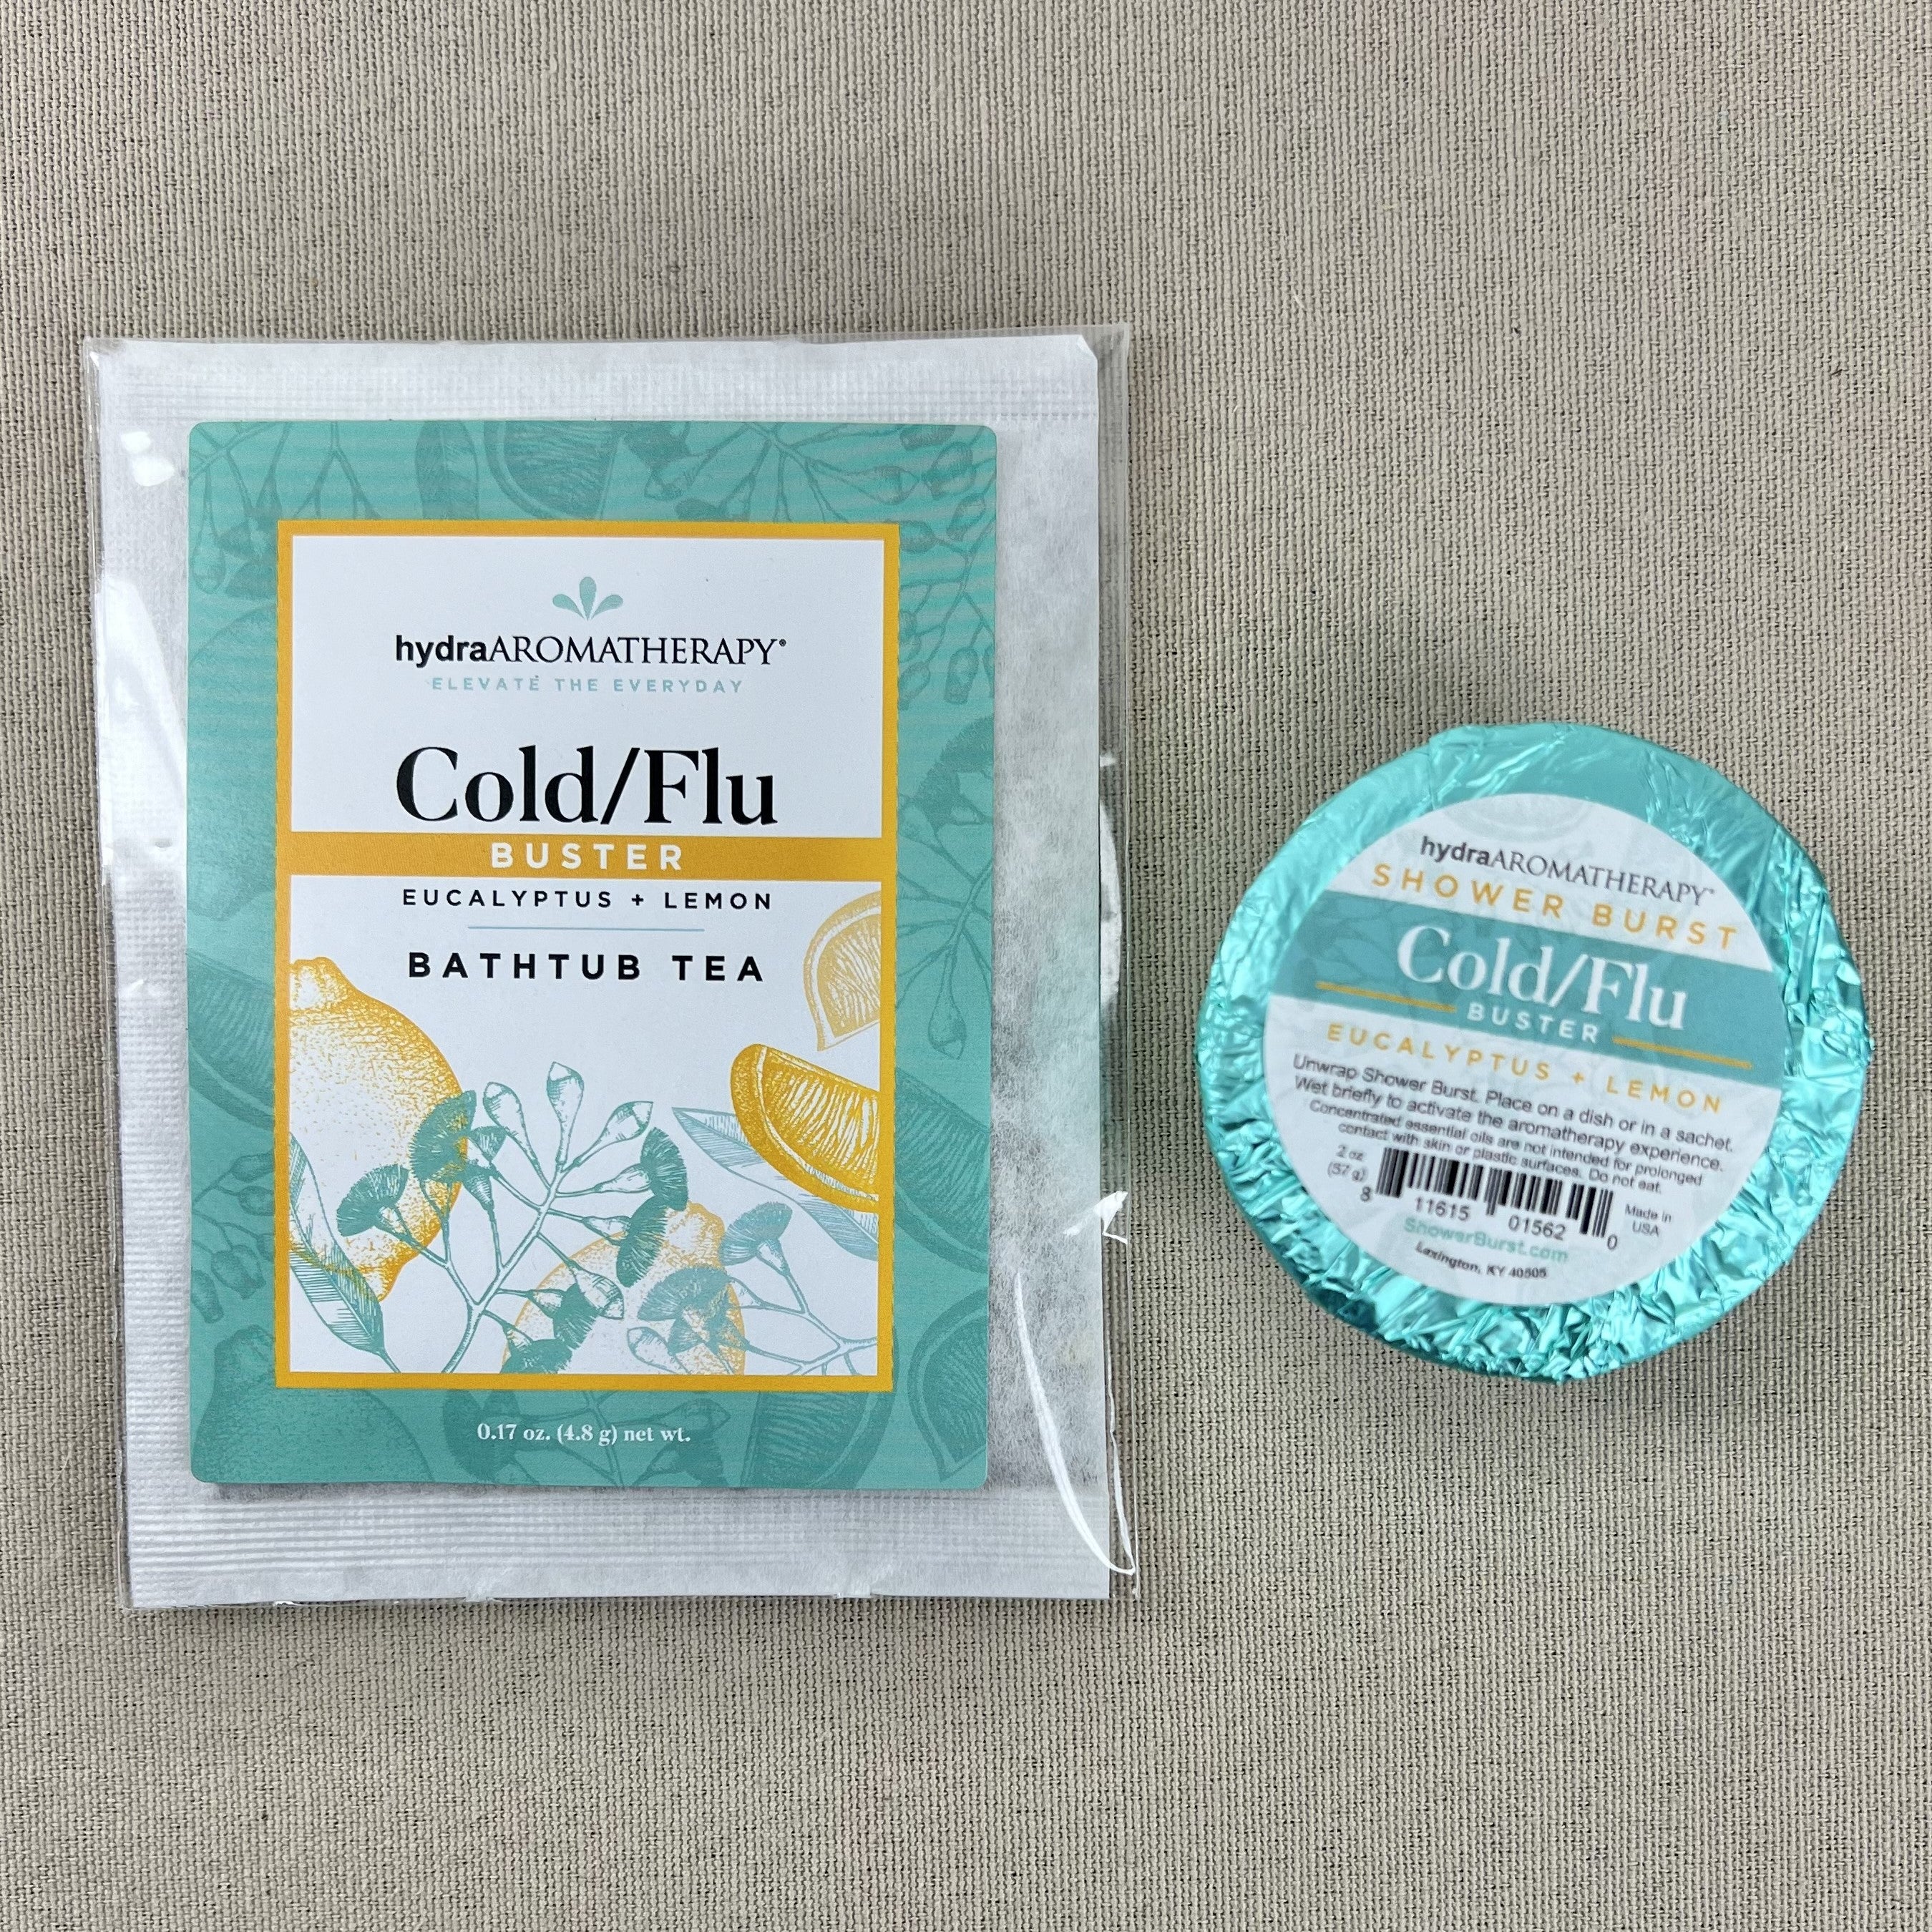 hydraAROMATHERAPY®
ELEVATE THE EVERYDAY
Cold/Flu
BUSTER
EUCALYPTUS + LEMON
BATHTUB TEA
0.17 oz. (4.8 g) net wt.
hydraAROMATHERAPY®
SHOWER BURST
Cold/Flu
BUSTER
EUCALYPTUS + LEMON
Unwrap Shower Burst. Place on a dish or in a sachet.
Wet briefly to activate the aromatherapy experience.
Concentrated essential oils are not intended for prolonged
contact with skin or plastic surfaces. Do not eat.
2 oz
(57 g)
8 11615 01562 0
Made in
USA
ShowerBurst.com
Lexington, KY 40505